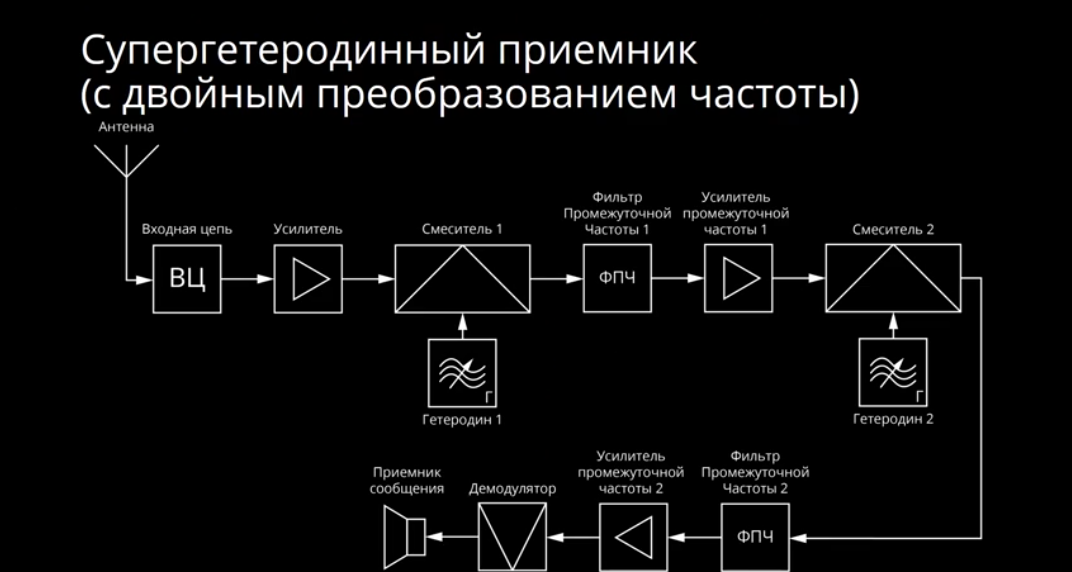 Супергетеродинный приемник
(с двойным преобразованием частоты)
Антенна
Входная цепь
ВЦ
Усилитель
Смеситель 1
Гетеродин 1
Г
Фильтр
Промежуточной
Частоты 1
ФПЧ
Усилитель
промежуточной
частоты 1
Смеситель 2
Гетеродин 2
Г
Приемник
сообщения
Демодулятор
Усилитель
промежуточной
частоты 2
Фильтр
Промежуточной
Частоты 2
ФПЧ